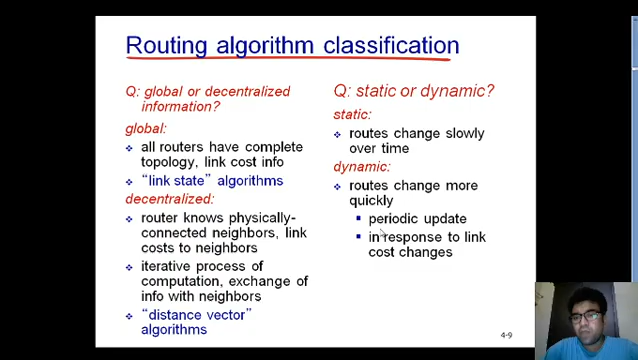 Routing algorithm classification
Q: global or decentralized
information?
global:
all routers have complete
topology, link cost info
“link state” algorithms
decentralized:
router knows physically-
connected neighbors, link
costs to neighbors
iterative process of
computation, exchange of
info with neighbors
“distance vector”
algorithms
Q: static or dynamic?
static:
routes change slowly
over time
dynamic:
routes change more
quickly
periodic update
in response to link
cost changes
4-9